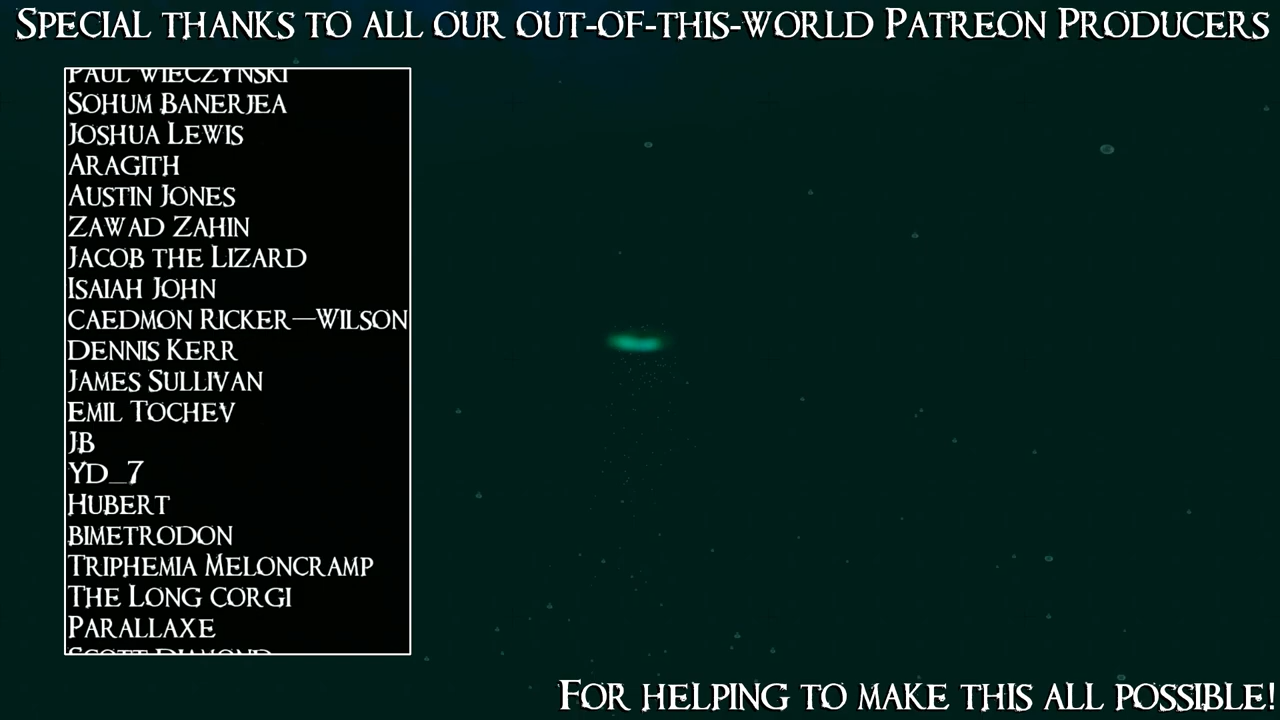 Special thanks to all our out-of-this-world Patreon Producers
Paul Wieczynski
Sohum Banerjea
Joshua Lewis
Aragith
Austin Jones
Zawad Zahin
Jacob the Lizard
Isaiah John
Caedmon Ricker—Wilson
Dennis Kerr
James Sullivan
Emil Tochev
JB
YD_7
Hubert
bimetrodon
Triphemia Meloncramp
The Long corgi
Parallaxe
Scott Diamond
For helping to make this all possible!